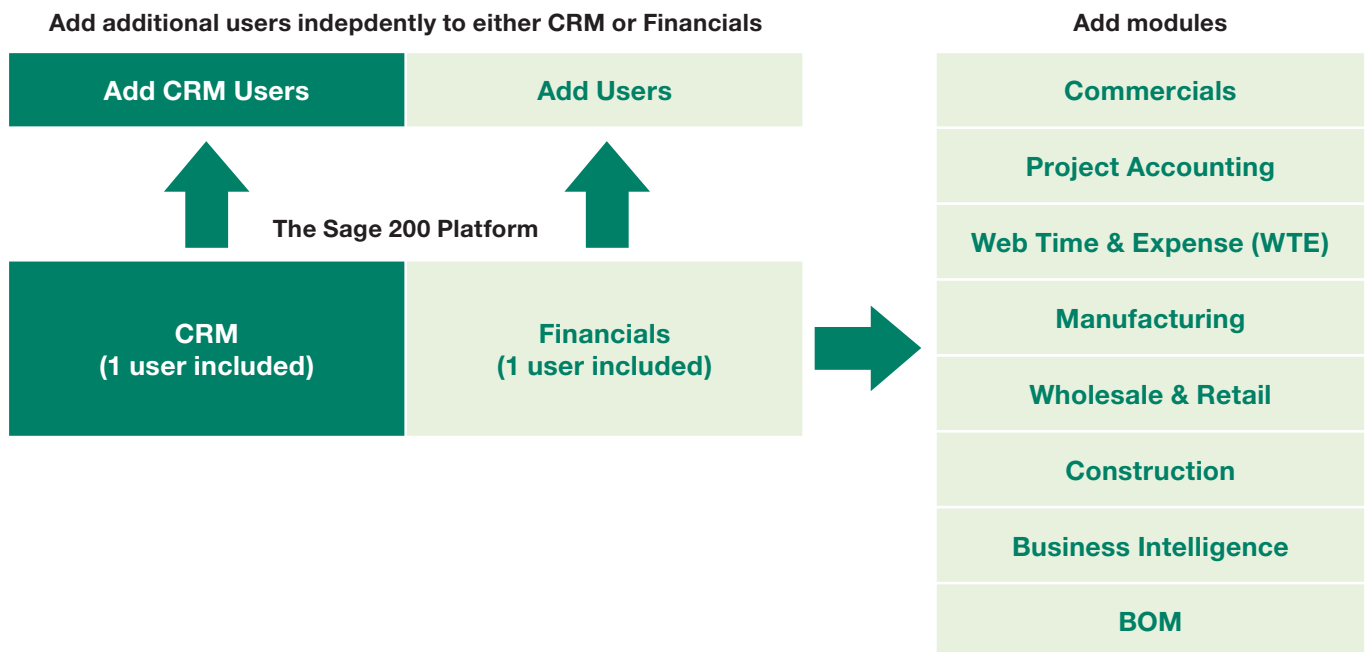 Add additional users indepdently to either CRM or Financials
Add CRM Users
Add Users
The Sage 200 Platform
CRM
(1 user included)
Financials
(1 user included)
Add modules
Commercials
Project Accounting
Web Time & Expense (WTE)
Manufacturing
Wholesale & Retail
Construction
Business Intelligence
BOM